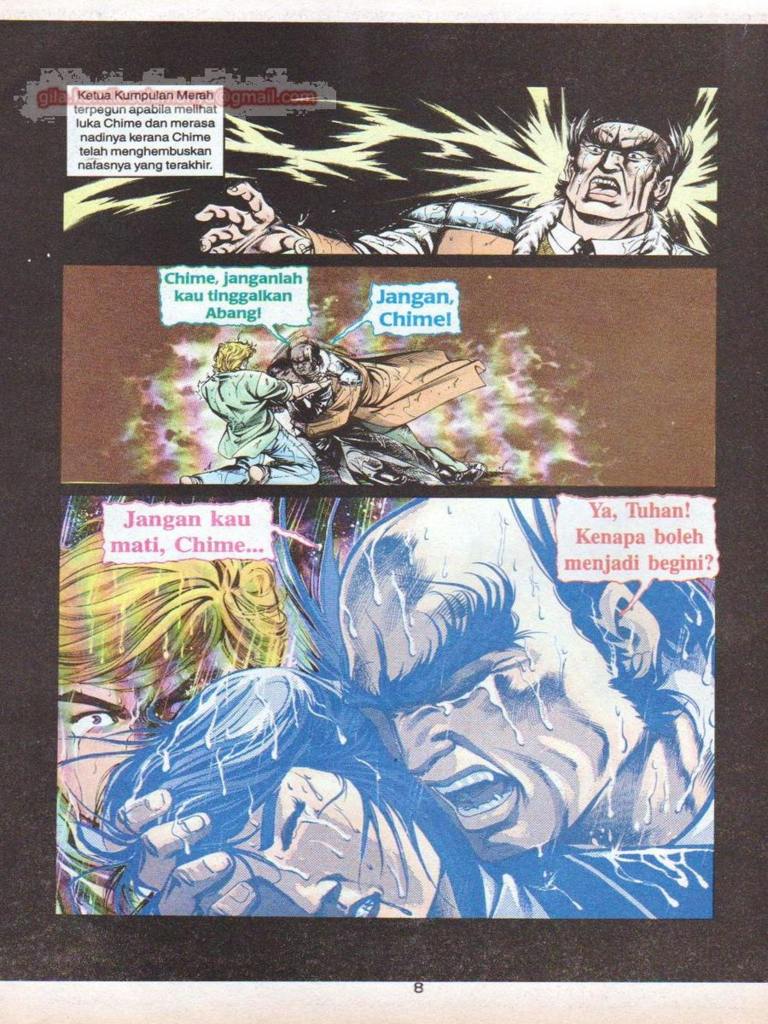 Ketua Kumpulan Merah
terpegun apabila melihat
luka Chime dan merasa
nadinya kerana Chime
telah menghembuskan
nafasnya yang terakhir.
Chime, janganlah
kau tinggalkan
Abang!
Jangan,
Chime!
Jangan kau
mati, Chime...
Ya, Tuhan!
Kenapa boleh
menjadi begini?
8